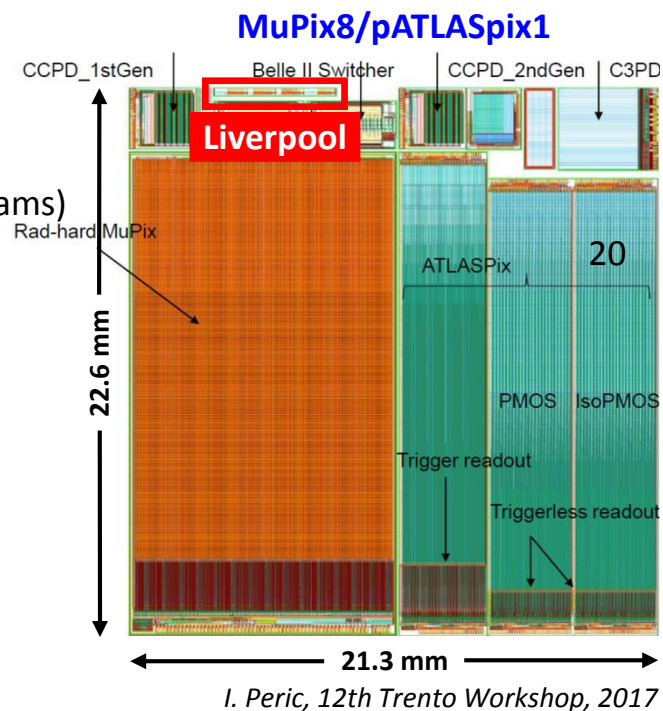 MuPix8/pATLASpix1
CCPD_1stGen Belle II Switcher CCPD_2ndGen C3PD
Liverpool
ams)
Rad-hard MuPix
20
ATLASPix
22.6 mm
PMOS IsoPMOS
Trigger readout
Triggerless readout
21.3 mm
I. Peric, 12th Trento Workshop, 2017